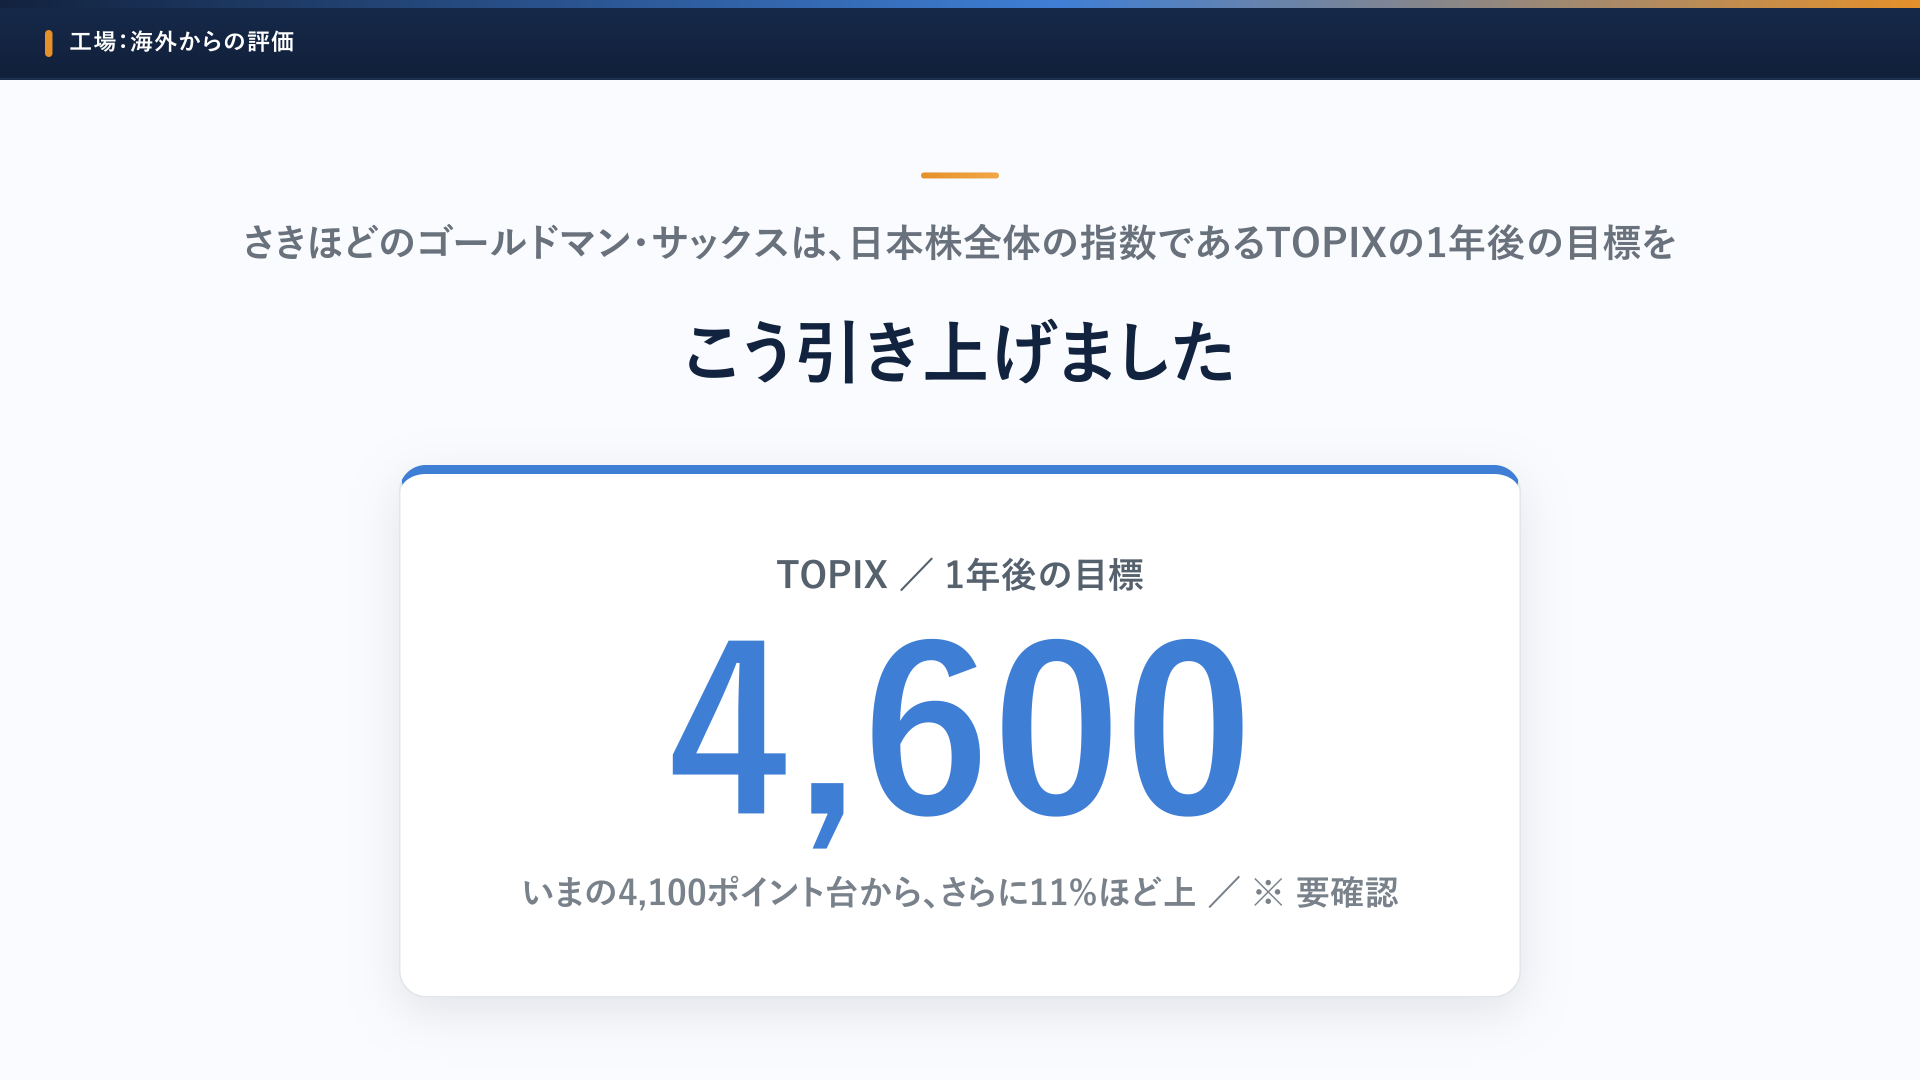 工場：海外からの評価
さきほどのゴールドマン・サックスは、日本株全体の指数であるTOPIXの1年後の目標を
こう引き上げました
TOPIX ／ 1年後の目標
4,600
いまの4,100ポイント台から、さらに11%ほど上 ／ ※ 要確認